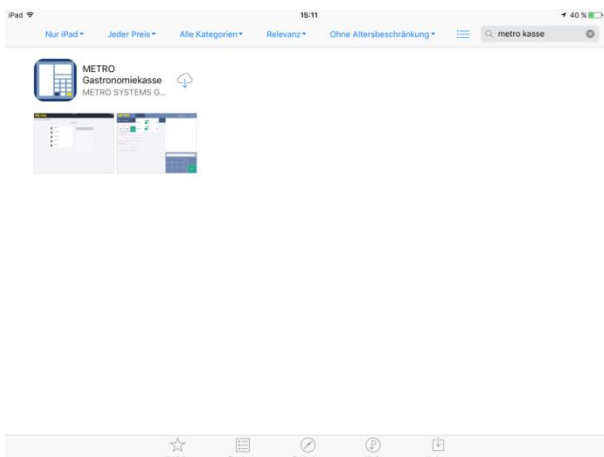 iPad 15:11 40 %
Nur iPad Jeder Preis Alle Kategorien Relevanz Ohne Altersbeschränkung metro kasse
METRO
Gastronomiekasse
METRO SYSTEMS G...